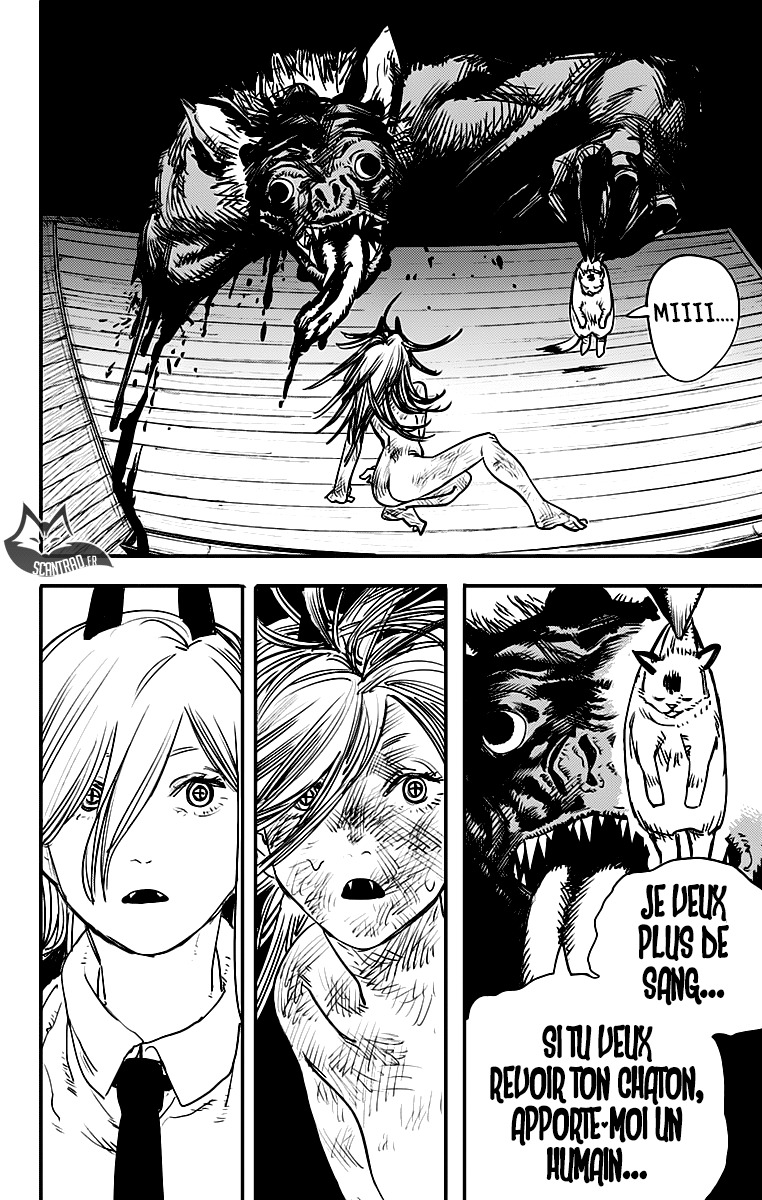 MIIII....
SCANTRAD.FR
JE VEUX
PLUS DE
SANG...
SI TU VEUX
REVOIR TON CHATON,
APPORTE-MOI UN
HUMAIN...